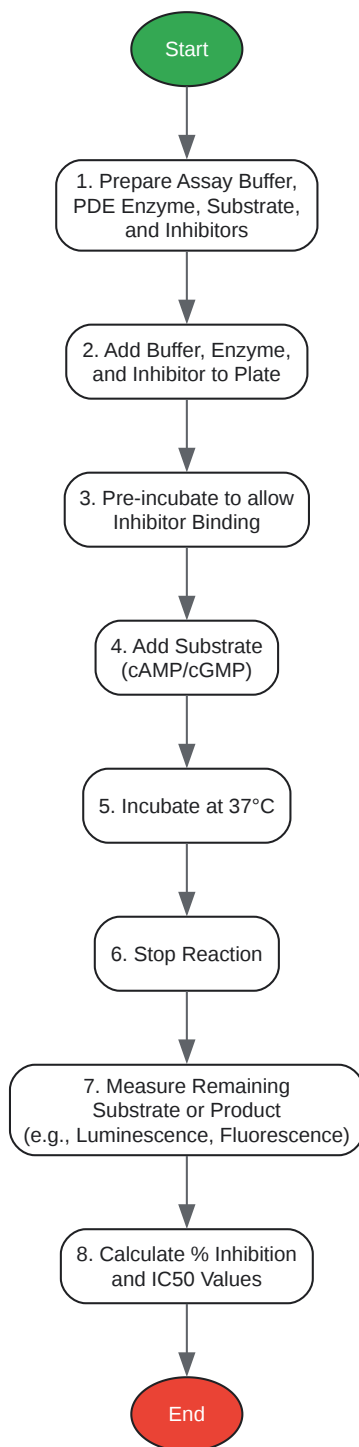 Start
1. Prepare Assay Buffer,
PDE Enzyme, Substrate,
and Inhibitors
2. Add Buffer, Enzyme,
and Inhibitor to Plate
3. Pre-incubate to allow
Inhibitor Binding
4. Add Substrate
(cAMP/cGMP)
5. Incubate at 37°C
6. Stop Reaction
7. Measure Remaining
Substrate or Product
(e.g., Luminescence, Fluorescence)
8. Calculate % Inhibition
and IC50 Values
End